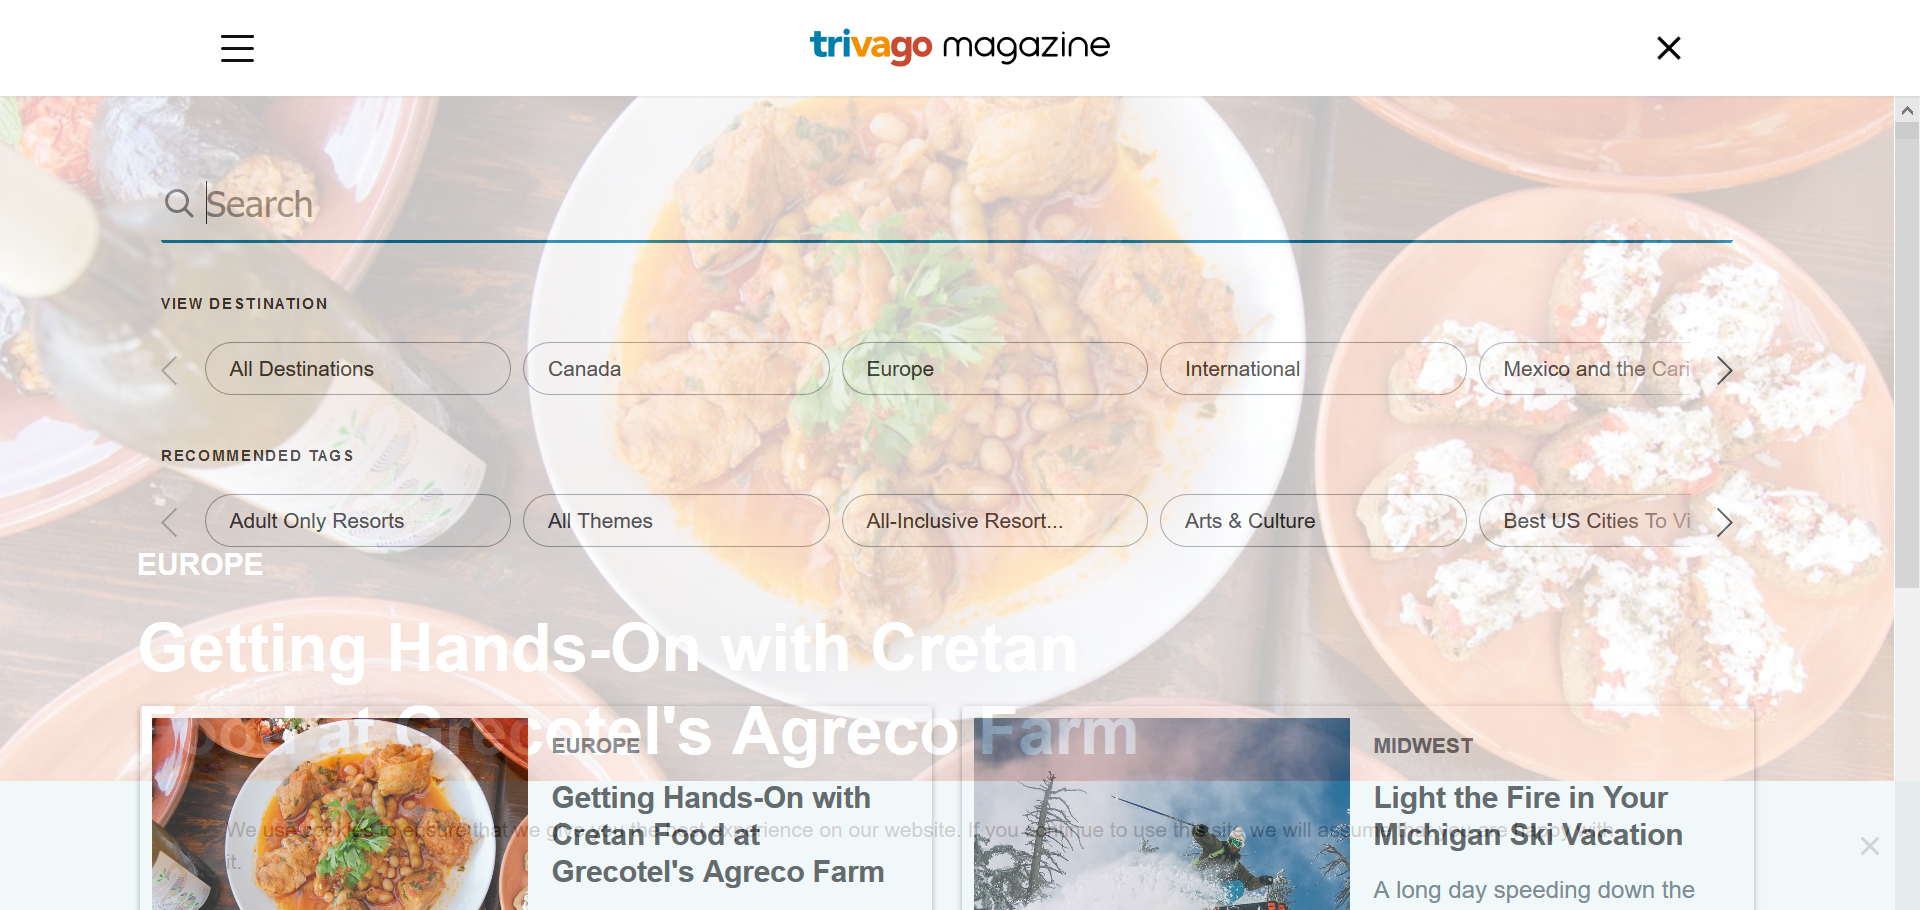 trivago magazine
Search
VIEW DESTINATION
All Destinations
Canada
Europe
International
Mexico and the Cari
RECOMMENDED TAGS
Adult Only Resorts
All Themes
All-Inclusive Resort...
Arts & Culture
Best US Cities To Vi
EUROPE
Getting Hands-On with Cretan
Food at Grecotel's Agreco Farm
EUROPE
Getting Hands-On with
Cretan Food at
Grecotel's Agreco Farm
MIDWEST
Light the Fire in Your
Michigan Ski Vacation
A long day speeding down the
We use cookies to ensure that we give you the best experience on our website. If you continue to use this site we will assume that you are happy with
it.